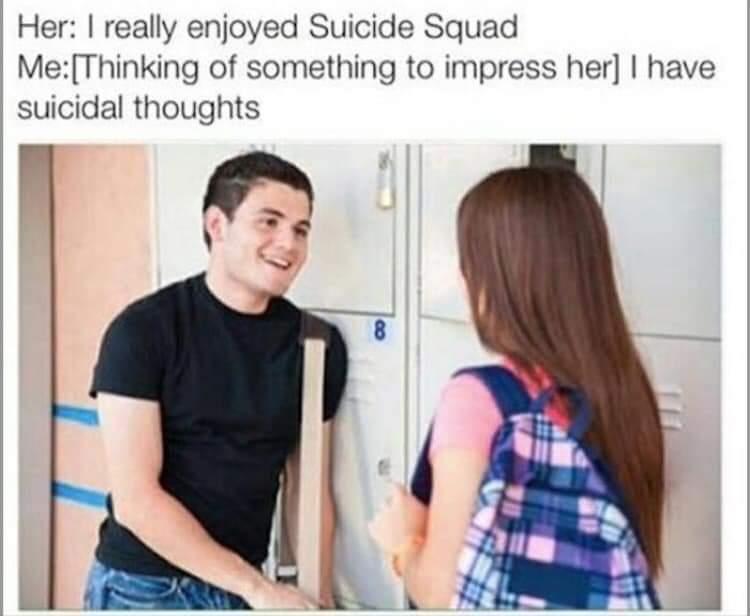 Her: I really enjoyed Suicide Squad
Me:[Thinking of something to impress her] I have
suicidal thoughts
8